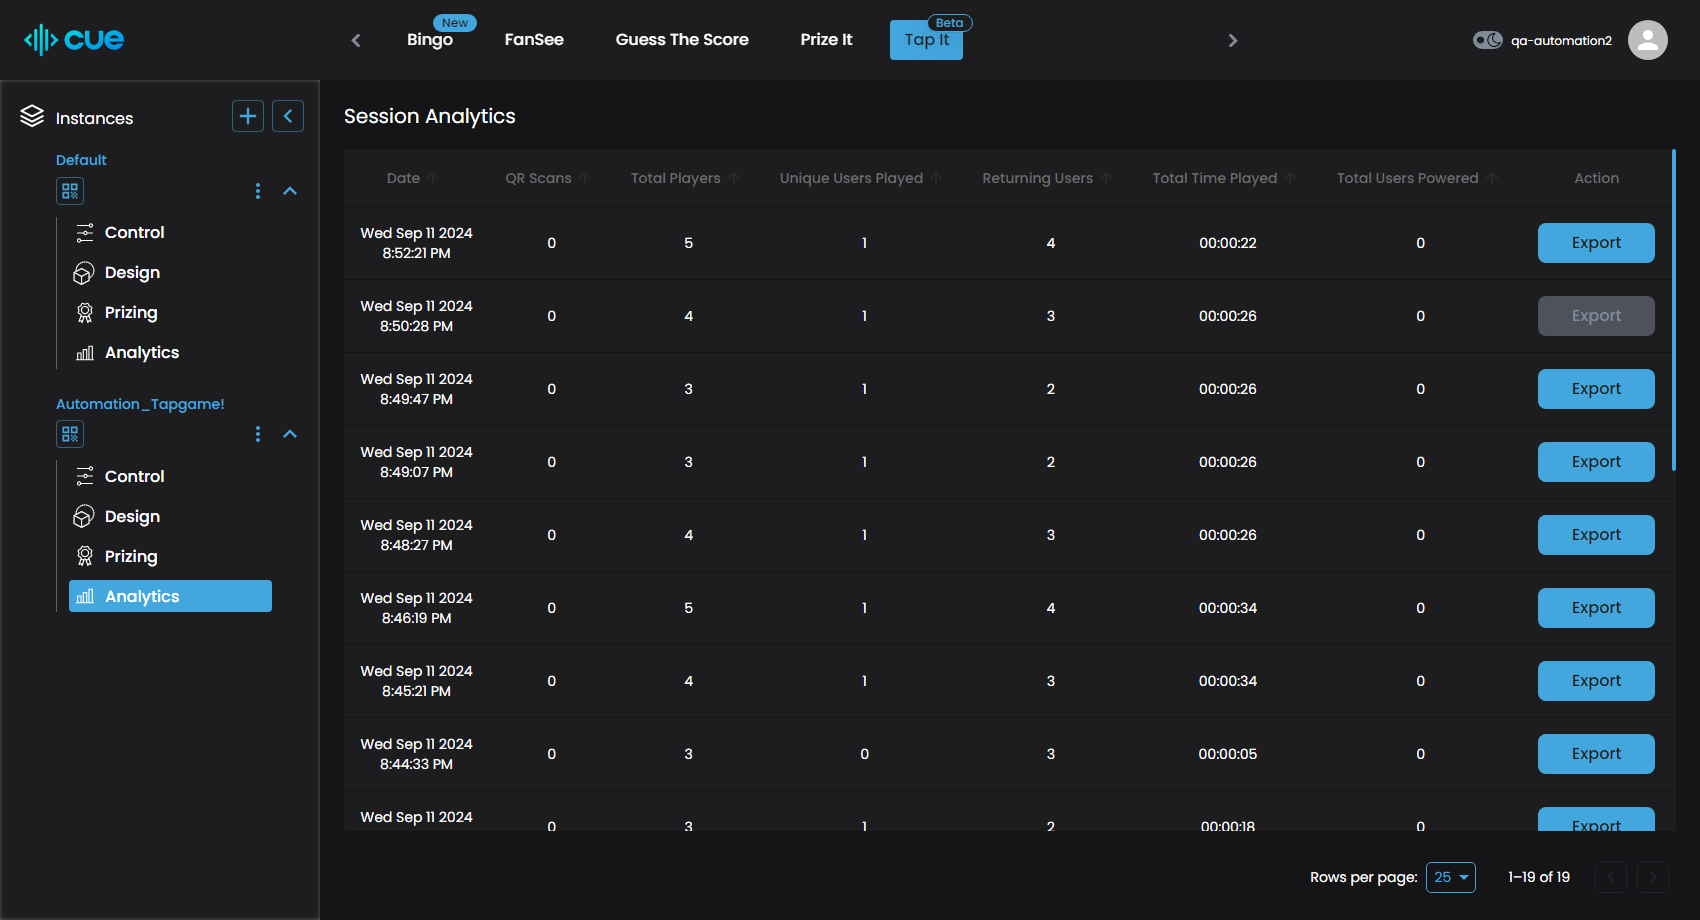 cue
Bingo
New
FanSee
Guess The Score
Prize It
Tap It
Beta
qa-automation2
Instances
Default
Control
Design
Prizing
Analytics
Automation_Tapgame!
Control
Design
Prizing
Analytics
Session Analytics
Date QR Scans Total Players Unique Users Played Returning Users Total Time Played Total Users Powered Action
Wed Sep 11 2024
8:52:21 PM 0 5 1 4 00:00:22 0 Export
Wed Sep 11 2024
8:50:28 PM 0 4 1 3 00:00:26 0 Export
Wed Sep 11 2024
8:49:47 PM 0 3 1 2 00:00:26 0 Export
Wed Sep 11 2024
8:49:07 PM 0 3 1 2 00:00:26 0 Export
Wed Sep 11 2024
8:48:27 PM 0 4 1 3 00:00:26 0 Export
Wed Sep 11 2024
8:46:19 PM 0 5 1 4 00:00:34 0 Export
Wed Sep 11 2024
8:45:21 PM 0 4 1 3 00:00:34 0 Export
Wed Sep 11 2024
8:44:33 PM 0 3 0 3 00:00:05 0 Export
Wed Sep 11 2024
0 3 1 2 00:00:18 0 Export
Rows per page: 25 1–19 of 19